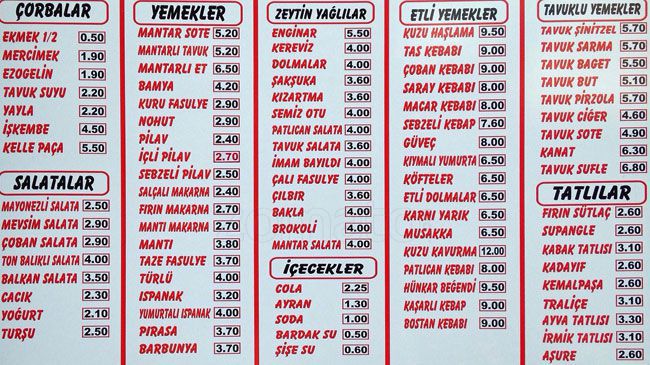 ÇORBALAR
EKMEK 1/2 0.50
MERCİMEK 1.90
EZOGELİN 1.90
TAVUK SUYU 2.20
YAYLA 2.20
İŞKEMBE 4.50
KELLE PAÇA 5.50
SALATALAR
MAYONEZLİ SALATA 2.50
MEVSİM SALATA 2.90
ÇOBAN SALATA 2.90
TON BALIKLI SALATA 4.00
BALKAN SALATA 3.50
CACIK 2.30
YOĞURT 2.10
TURŞU 2.50
YEMEKLER
MANTAR SOTE 5.20
MANTARLI TAVUK 5.20
MANTARLI ET 6.50
BAMYA 4.20
KURU FASULYE 2.90
NOHUT 2.90
PİLAV 2.40
İÇLİ PİLAV 2.70
SEBZELİ PİLAV 2.50
SALÇALI MAKARNA 2.40
FIRIN MAKARNA 2.70
MANTI MAKARNA 2.70
MANTI 3.80
TAZE FASULYE 3.70
TÜRLÜ 4.00
ISPANAK 3.20
YUMURTALI ISPANAK 4.00
PIRASA 3.70
BARBUNYA 3.70
ZEYTİN YAĞLILAR
ENGİNAR 5.50
KEREVİZ 4.00
DOLMALAR 4.00
ŞAKŞUKA 3.60
KIZARTMA 3.60
SEMİZ OTU 4.00
PATLICAN SALATA 4.00
TAVUK SALATA 3.60
İMAM BAYILDI 4.00
ÇALI FASULYE 4.00
ÇILBIR 3.60
BAKLA 4.00
BROKOLİ 4.00
MANTAR SALATA 4.00
İÇECEKLER
COLA 2.25
AYRAN 1.30
SODA 1.00
BARDAK SU 0.50
ŞİŞE SU 0.60
ETLİ YEMEKLER
KUZU HAŞLAMA 9.50
TAS KEBABI 9.00
ÇOBAN KEBABI 9.00
SARAY KEBABI 8.00
MACAR KEBABI 8.00
SEBZELİ KEBAP 7.60
GÜVEÇ 8.00
KIYMALI YUMURTA 6.50
KÖFTELER 6.50
ETLİ DOLMALAR 6.50
KARNI YARIK 6.50
MUSAKKA 6.50
KUZU KAVURMA 12.00
PATLICAN KEBABI 8.00
HÜNKAR BEĞENDİ 9.50
KAŞARLI KEBAP 9.00
BOSTAN KEBABI 9.00
TAVUKLU YEMEKLER
TAVUK ŞİNİTZEL 5.70
TAVUK SARMA 5.70
TAVUK BAGET 5.50
TAVUK BUT 5.10
TAVUK PİRZOLA 5.70
TAVUK CİĞER 4.60
TAVUK SOTE 4.90
KANAT 6.30
TAVUK SUFLE 6.80
TATLILAR
FIRIN SÜTLAÇ 2.60
SUPANGLE 2.60
KABAK TATLISI 3.10
KADAYIF 2.60
KEMALPAŞA 2.60
TRALİÇE 3.10
AYVA TATLISI 3.30
İRMİK TATLISI 3.10
AŞURE 2.60